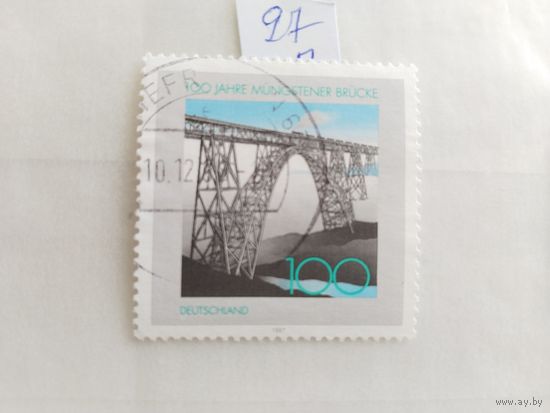 97
100 JAHRE MÜNGSTENER BRÜCKE
10.12
100
DEUTSCHLAND
1997
www.ay.by